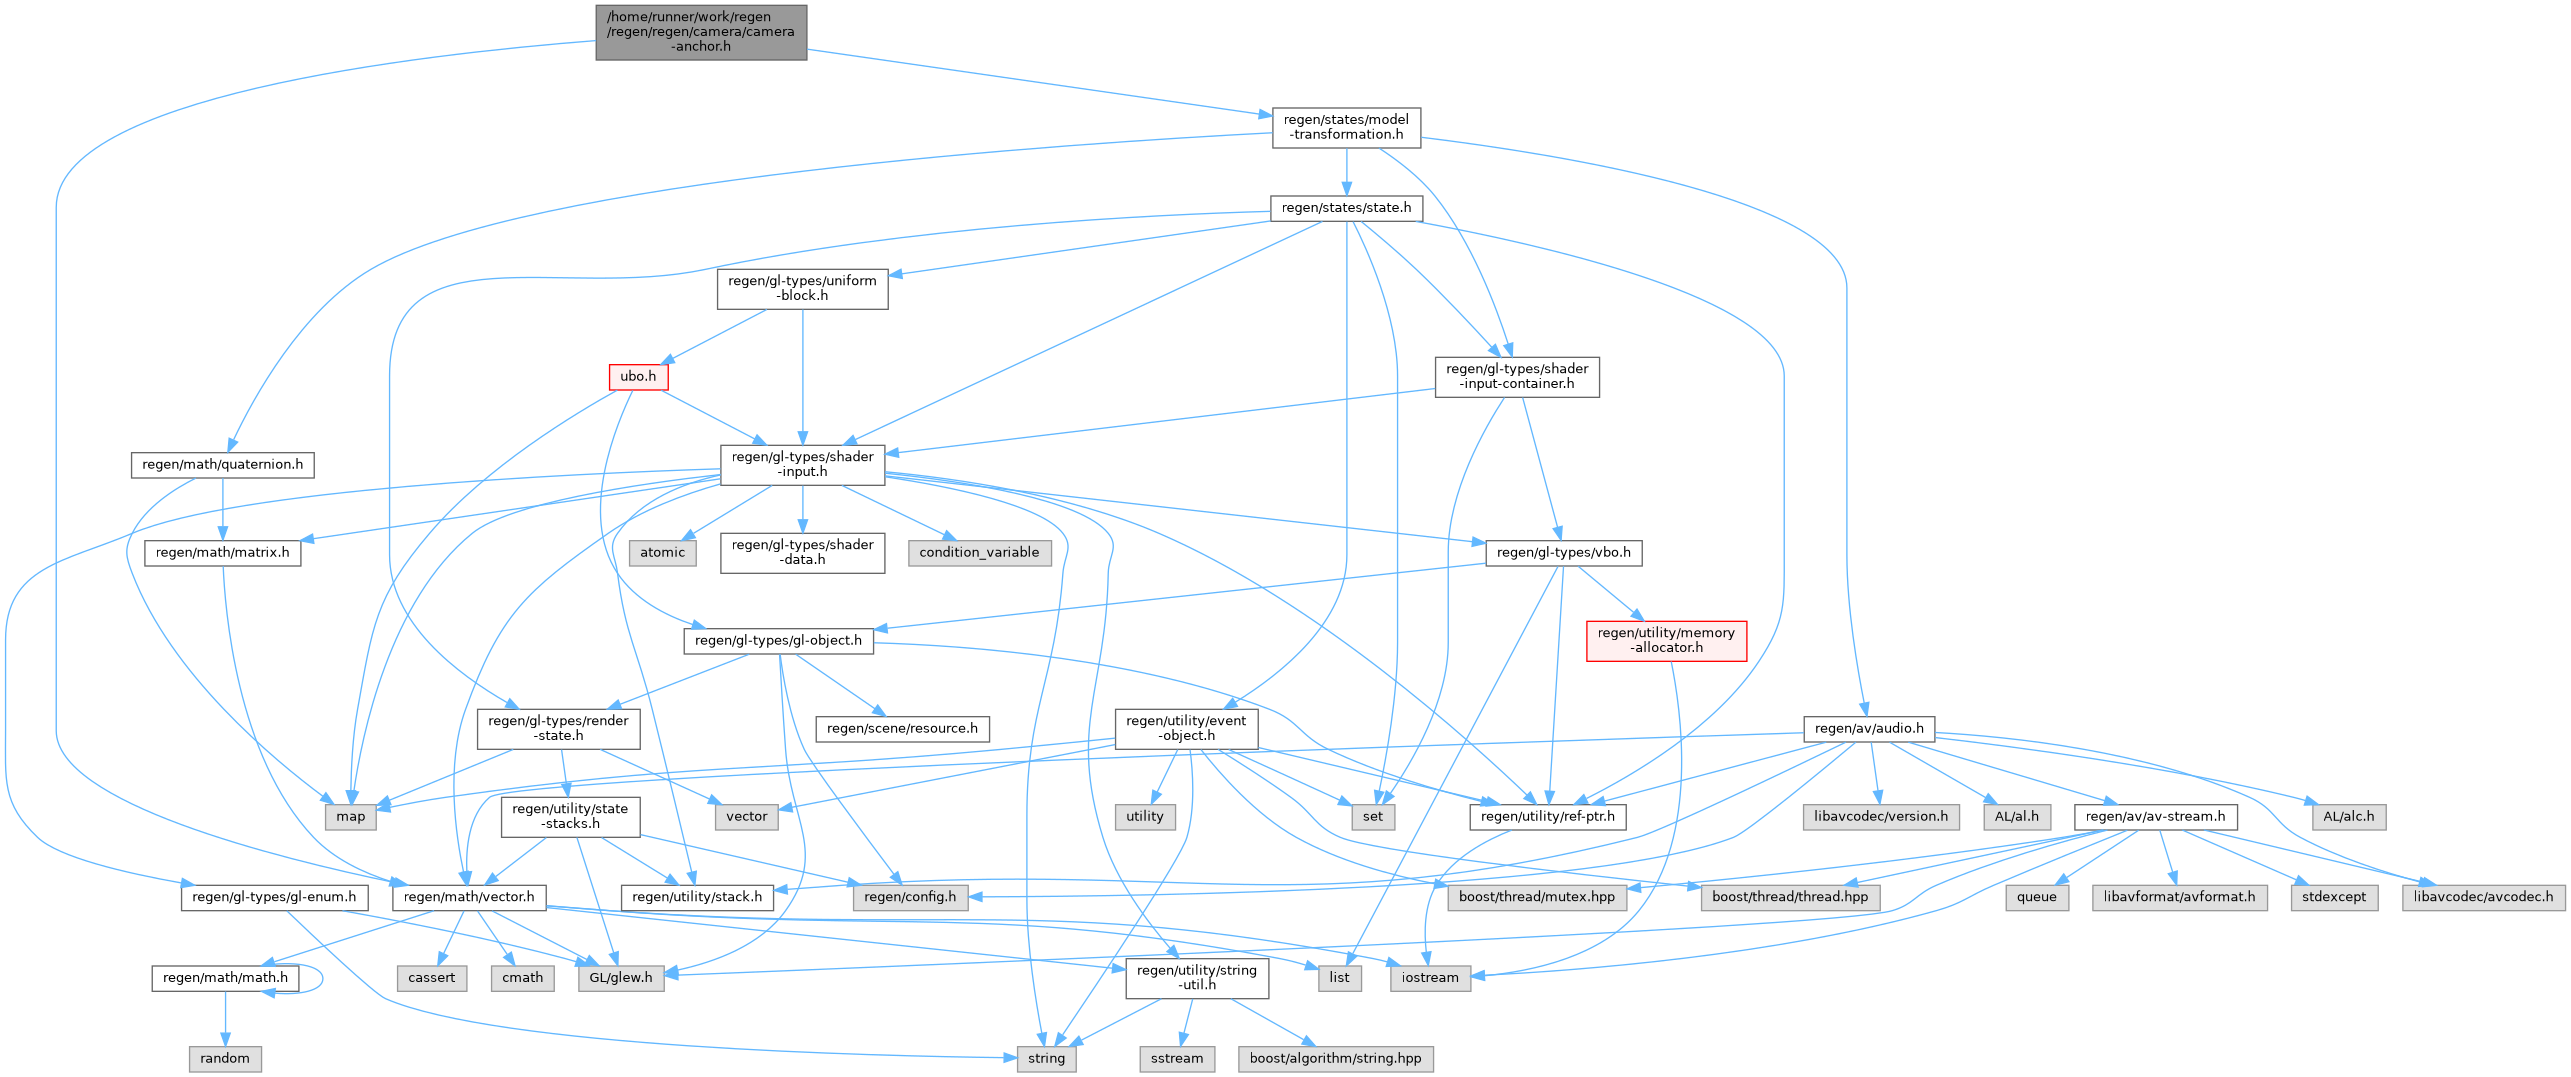 /home/runner/work/regen
/regen/regen/camera/camera
-anchor.h
regen/states/model
-transformation.h
regen/states/state.h
regen/gl-types/uniform
-block.h
ubo.h
regen/gl-types/shader
-input-container.h
regen/math/quaternion.h
regen/gl-types/shader
-input.h
regen/math/matrix.h
atomic
regen/gl-types/shader
-data.h
condition_variable
regen/gl-types/vbo.h
regen/gl-types/gl-object.h
regen/utility/memory
-allocator.h
regen/gl-types/render
-state.h
regen/scene/resource.h
regen/utility/event
-object.h
regen/av/audio.h
map
regen/utility/state
-stacks.h
vector
utility
set
regen/utility/ref-ptr.h
libavcodec/version.h
AL/al.h
regen/av/av-stream.h
AL/alc.h
regen/gl-types/gl-enum.h
regen/math/vector.h
regen/utility/stack.h
regen/config.h
boost/thread/mutex.hpp
boost/thread/thread.hpp
queue
libavformat/avformat.h
stdexcept
libavcodec/avcodec.h
regen/math/math.h
cassert
cmath
GL/glew.h
regen/utility/string
-util.h
list
iostream
random
string
sstream
boost/algorithm/string.hpp